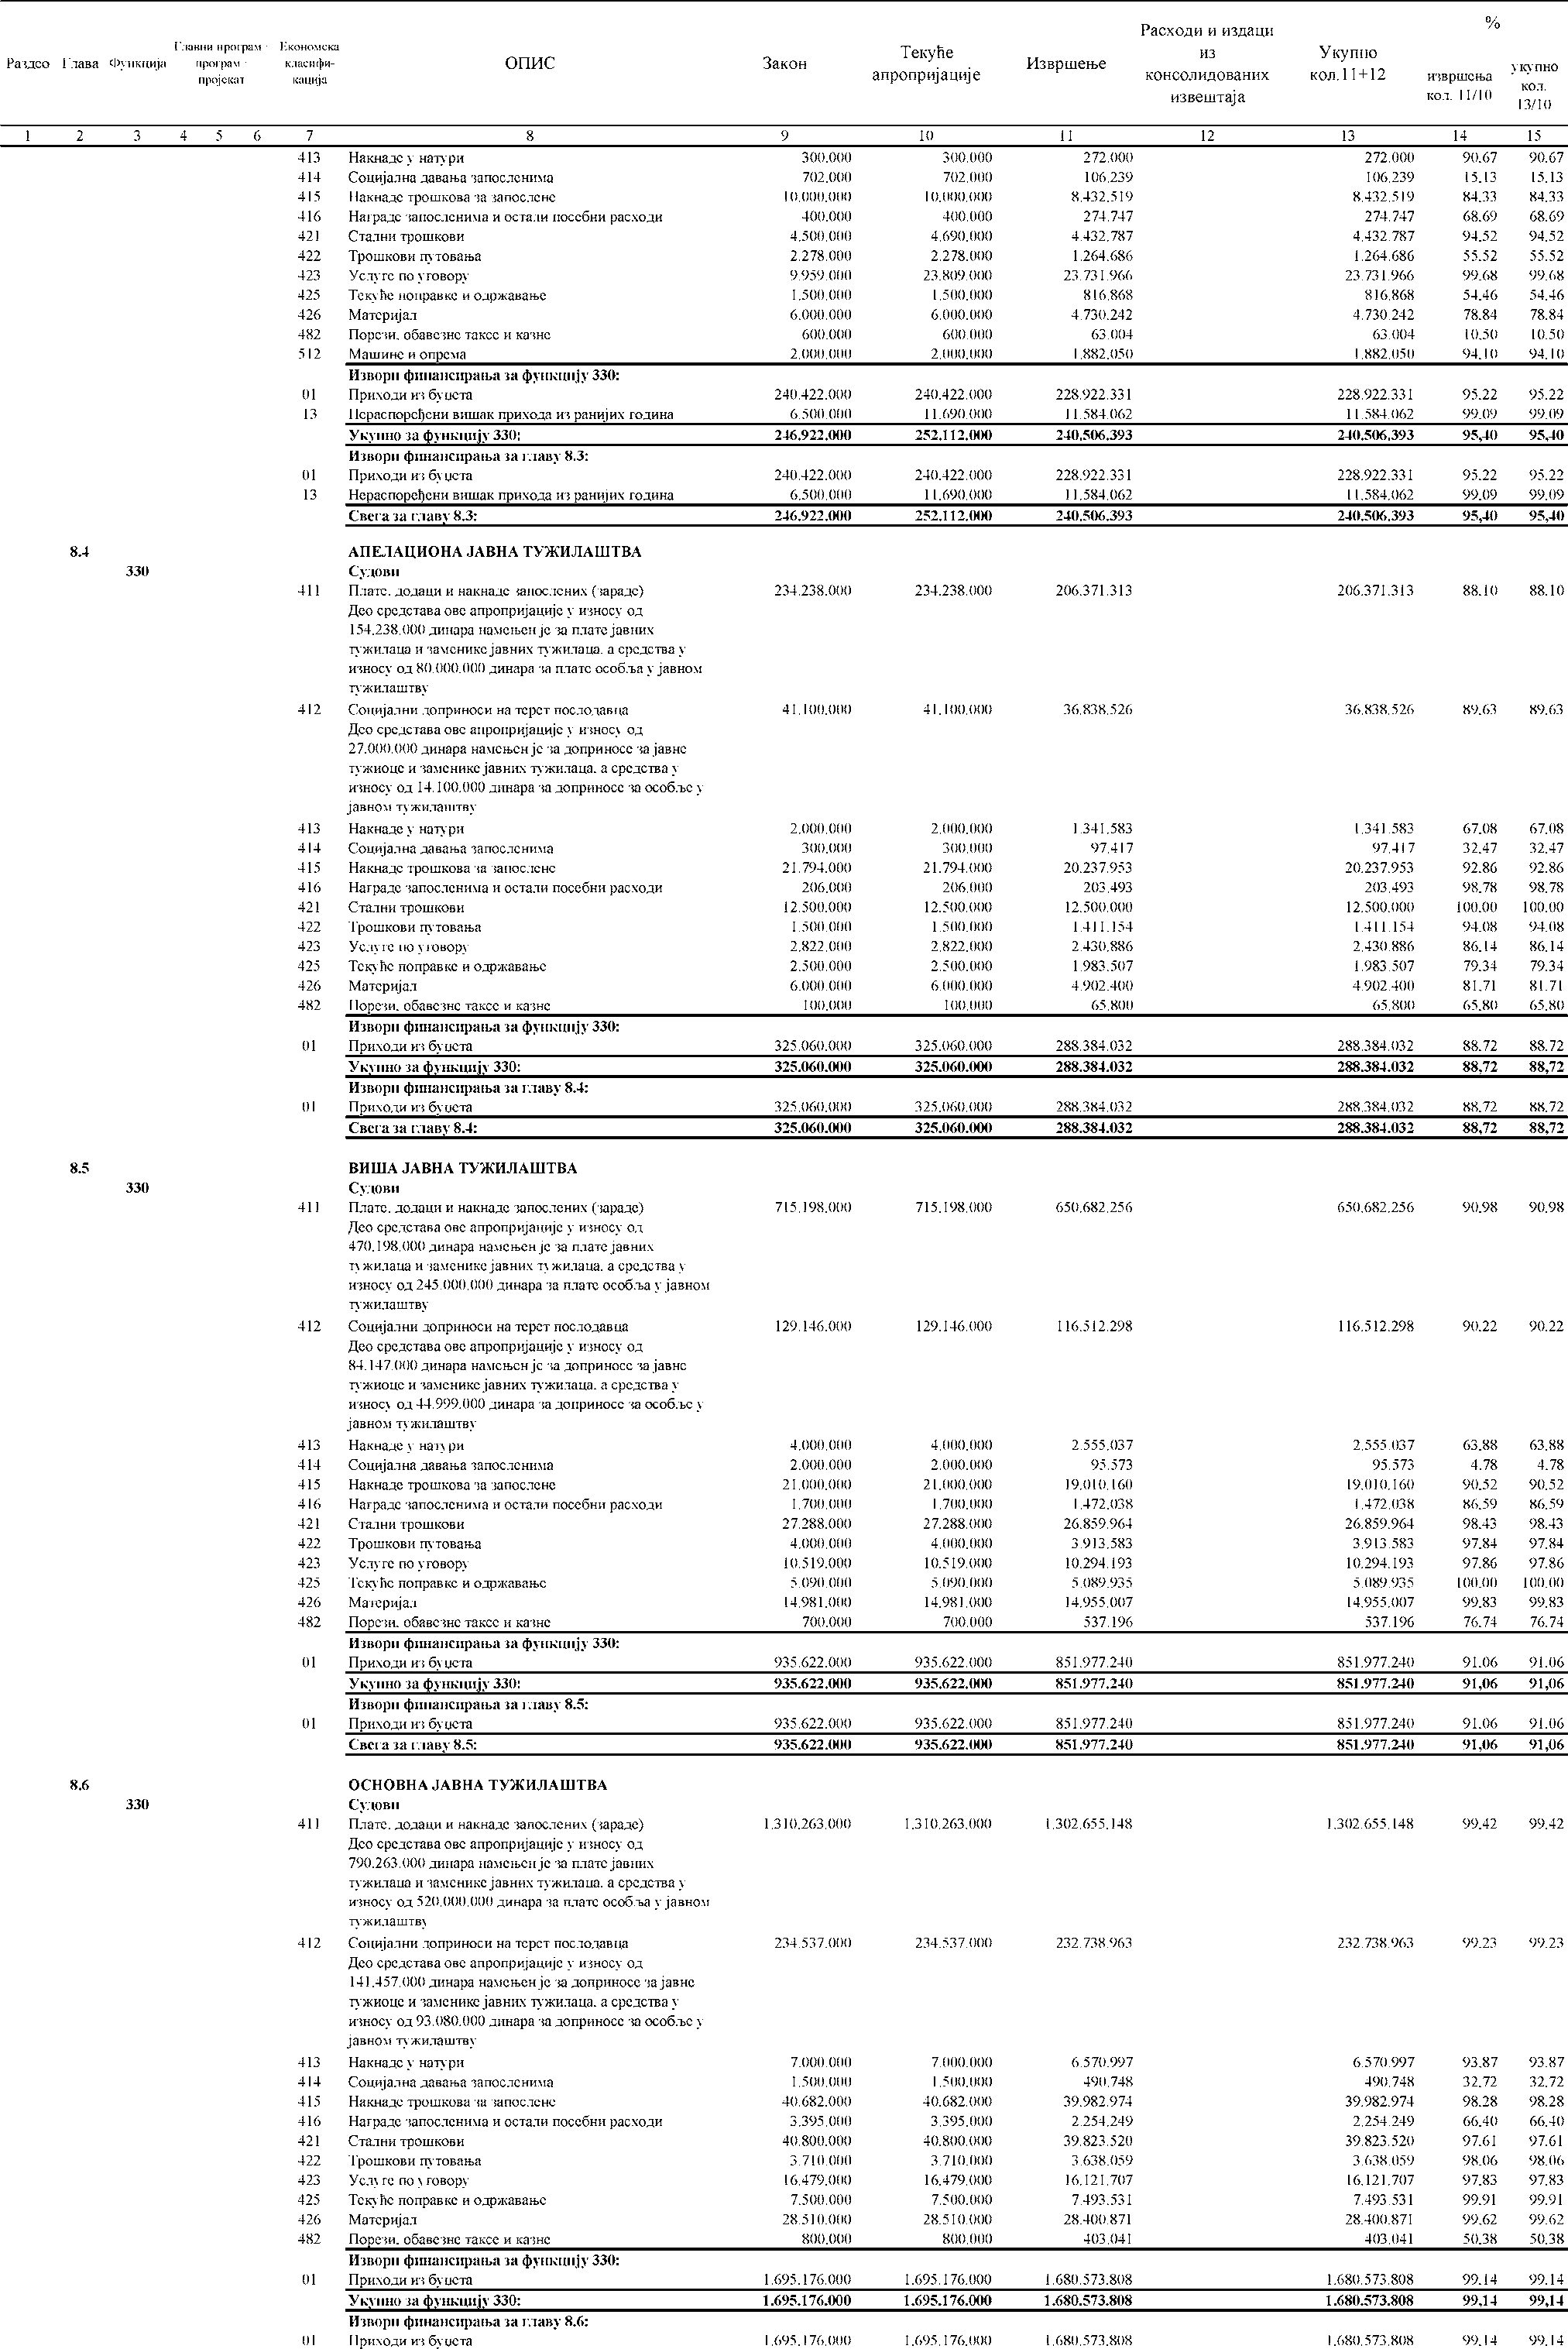 Раздео Глава Функција Главни програм - програм - пројекат Економска класифи-кација ОПИС Закон Текуће апропријације Извршење Расходи и издаци из консолидованих извештаја Укупно кол.11+12 % извршења кол. 11/10 укупно кол. 13/10
1 2 3 4 5 6 7 8 9 10 11 12 13 14 15
413 Накнаде у натури 300.000 300.000 272.000 272.000 90,67 90,67
414 Социјална давања запосленима 702.000 702.000 106.239 106.239 15,13 15,13
415 Накнаде трошкова за запослене 10.000.000 10.000.000 8.432.519 8.432.519 84,33 84,33
416 Награде запосленима и остали посебни расходи 400.000 400.000 274.747 274.747 68,69 68,69
421 Стални трошкови 4.500.000 4.690.000 4.432.787 4.432.787 94,52 94,52
422 Трошкови путовања 2.278.000 2.278.000 1.264.686 1.264.686 55,52 55,52
423 Услуге по уговору 9.959.000 23.809.000 23.731.966 23.731.966 99,68 99,68
425 Текуће поправке и одржавање 1.500.000 1.500.000 816.868 816.868 54,46 54,46
426 Материјал 6.000.000 6.000.000 4.730.242 4.730.242 78,84 78,84
482 Порези, обавезне таксе и казне 600.000 600.000 63.004 63.004 10,50 10,50
512 Машине и опрема 2.000.000 2.000.000 1.882.050 1.882.050 94,10 94,10
Извори финансирања за функцију 330:
01 Приходи из буџета 240.422.000 240.422.000 228.922.331 228.922.331 95,22 95,22
13 Нераспоређени вишак прихода из ранијих година 6.500.000 11.690.000 11.584.062 11.584.062 99,09 99,09
Укупно за функцију 330: 246.922.000 252.112.000 240.506.393 240.506.393 95,40 95,40
Извори финансирања за главу 8.3:
01 Приходи из буџета 240.422.000 240.422.000 228.922.331 228.922.331 95,22 95,22
13 Нераспоређени вишак прихода из ранијих година 6.500.000 11.690.000 11.584.062 11.584.062 99,09 99,09
Свега за главу 8.3: 246.922.000 252.112.000 240.506.393 240.506.393 95,40 95,40
8.4 АПЕЛАЦИОНА ЈАВНА ТУЖИЛАШТВА
330 Судови
411 Плате, додаци и накнаде запослених (зараде) 234.238.000 234.238.000 206.371.313 206.371.313 88,10 88,10
Део средстава ове апропријације у износу од
154.238.000 динара намењен је за плате јавних
тужилаца и заменике јавних тужилаца, а средства у
износу од 80.000.000 динара за плате особља у јавном
тужилаштву
412 Социјални доприноси на терет послодавца 41.100.000 41.100.000 36.838.526 36.838.526 89,63 89,63
Део средстава ове апропријације у износу од
27.000.000 динара намењен је за доприносе за јавне
тужиоце и заменике јавних тужилаца, а средства у
износу од 14.100.000 динара за доприносе за особље у
јавном тужилаштву
413 Накнаде у натури 2.000.000 2.000.000 1.341.583 1.341.583 67,08 67,08
414 Социјална давања запосленима 300.000 300.000 97.417 97.417 32,47 32,47
415 Накнаде трошкова за запослене 21.794.000 21.794.000 20.237.953 20.237.953 92,86 92,86
416 Награде запосленима и остали посебни расходи 206.000 206.000 203.493 203.493 98,78 98,78
421 Стални трошкови 12.500.000 12.500.000 12.500.000 12.500.000 100,00 100,00
422 Трошкови путовања 1.500.000 1.500.000 1.411.154 1.411.154 94,08 94,08
423 Услуге по уговору 2.822.000 2.822.000 2.430.886 2.430.886 86,14 86,14
425 Текуће поправке и одржавање 2.500.000 2.500.000 1.983.507 1.983.507 79,34 79,34
426 Материјал 6.000.000 6.000.000 4.902.400 4.902.400 81,71 81,71
482 Порези, обавезне таксе и казне 100.000 100.000 65.800 65.800 65,80 65,80
Извори финансирања за функцију 330:
01 Приходи из буџета 325.060.000 325.060.000 288.384.032 288.384.032 88,72 88,72
Укупно за функцију 330: 325.060.000 325.060.000 288.384.032 288.384.032 88,72 88,72
Извори финансирања за главу 8.4:
01 Приходи из буџета 325.060.000 325.060.000 288.384.032 288.384.032 88,72 88,72
Свега за главу 8.4: 325.060.000 325.060.000 288.384.032 288.384.032 88,72 88,72
8.5 ВИША ЈАВНА ТУЖИЛАШТВА
330 Судови
411 Плате, додаци и накнаде запослених (зараде) 715.198.000 715.198.000 650.682.256 650.682.256 90,98 90,98
Део средстава ове апропријације у износу од
470.198.000 динара намењен је за плате јавних
тужилаца и заменике јавних тужилаца, а средства у
износу од 245.000.000 динара за плате особља у јавном
тужилаштву
412 Социјални доприноси на терет послодавца 129.146.000 129.146.000 116.512.298 116.512.298 90,22 90,22
Део средстава ове апропријације у износу од
84.147.000 динара намењен је за доприносе за јавне
тужиоце и заменике јавних тужилаца, а средства у
износу од 44.999.000 динара за доприносе за особље у
јавном тужилаштву
413 Накнаде у натури 4.000.000 4.000.000 2.555.037 2.555.037 63,88 63,88
414 Социјална давања запосленима 2.000.000 2.000.000 95.573 95.573 4,78 4,78
415 Накнаде трошкова за запослене 21.000.000 21.000.000 19.010.160 19.010.160 90,52 90,52
416 Награде запосленима и остали посебни расходи 1.700.000 1.700.000 1.472.038 1.472.038 86,59 86,59
421 Стални трошкови 27.288.000 27.288.000 26.859.964 26.859.964 98,43 98,43
422 Трошкови путовања 4.000.000 4.000.000 3.913.583 3.913.583 97,84 97,84
423 Услуге по уговору 10.519.000 10.519.000 10.294.193 10.294.193 97,86 97,86
425 Текуће поправке и одржавање 5.090.000 5.090.000 5.089.935 5.089.935 100,00 100,00
426 Материјал 14.981.000 14.981.000 14.955.007 14.955.007 99,83 99,83
482 Порези, обавезне таксе и казне 700.000 700.000 537.196 537.196 76,74 76,74
Извори финансирања за функцију 330:
01 Приходи из буџета 935.622.000 935.622.000 851.977.240 851.977.240 91,06 91,06
Укупно за функцију 330: 935.622.000 935.622.000 851.977.240 851.977.240 91,06 91,06
Извори финансирања за главу 8.5:
01 Приходи из буџета 935.622.000 935.622.000 851.977.240 851.977.240 91,06 91,06
Свега за главу 8.5: 935.622.000 935.622.000 851.977.240 851.977.240 91,06 91,06
8.6 ОСНОВНА ЈАВНА ТУЖИЛАШТВА
330 Судови
411 Плате, додаци и накнаде запослених (зараде) 1.310.263.000 1.310.263.000 1.302.655.148 1.302.655.148 99,42 99,42
Део средстава ове апропријације у износу од
790.263.000 динара намењен је за плате јавних
тужилаца и заменике јавних тужилаца, а средства у
износу од 520.000.000 динара за плате особља у јавном
тужилаштву
412 Социјални доприноси на терет послодавца 234.537.000 234.537.000 232.738.963 232.738.963 99,23 99,23
Део средстава ове апропријације у износу од
141.457.000 динара намењен је за доприносе за јавне
тужиоце и заменике јавних тужилаца, а средства у
износу од 93.080.000 динара за доприносе за особље у
јавном тужилаштву
413 Накнаде у натури 7.000.000 7.000.000 6.570.997 6.570.997 93,87 93,87
414 Социјална давања запосленима 1.500.000 1.500.000 490.748 490.748 32,72 32,72
415 Накнаде трошкова за запослене 40.682.000 40.682.000 39.982.974 39.982.974 98,28 98,28
416 Награде запосленима и остали посебни расходи 3.395.000 3.395.000 2.254.249 2.254.249 66,40 66,40
421 Стални трошкови 40.800.000 40.800.000 39.823.520 39.823.520 97,61 97,61
422 Трошкови путовања 3.710.000 3.710.000 3.638.059 3.638.059 98,06 98,06
423 Услуге по уговору 16.479.000 16.479.000 16.121.707 16.121.707 97,83 97,83
425 Текуће поправке и одржавање 7.500.000 7.500.000 7.493.531 7.493.531 99,91 99,91
426 Материјал 28.510.000 28.510.000 28.400.871 28.400.871 99,62 99,62
482 Порези, обавезне таксе и казне 800.000 800.000 403.041 403.041 50,38 50,38
Извори финансирања за функцију 330:
01 Приходи из буџета 1.695.176.000 1.695.176.000 1.680.573.808 1.680.573.808 99,14 99,14
Укупно за функцију 330: 1.695.176.000 1.695.176.000 1.680.573.808 1.680.573.808 99,14 99,14
Извори финансирања за главу 8.6:
01 Приходи из буџета 1.695.176.000 1.695.176.000 1.680.573.808 1.680.573.808 99,14 99,14